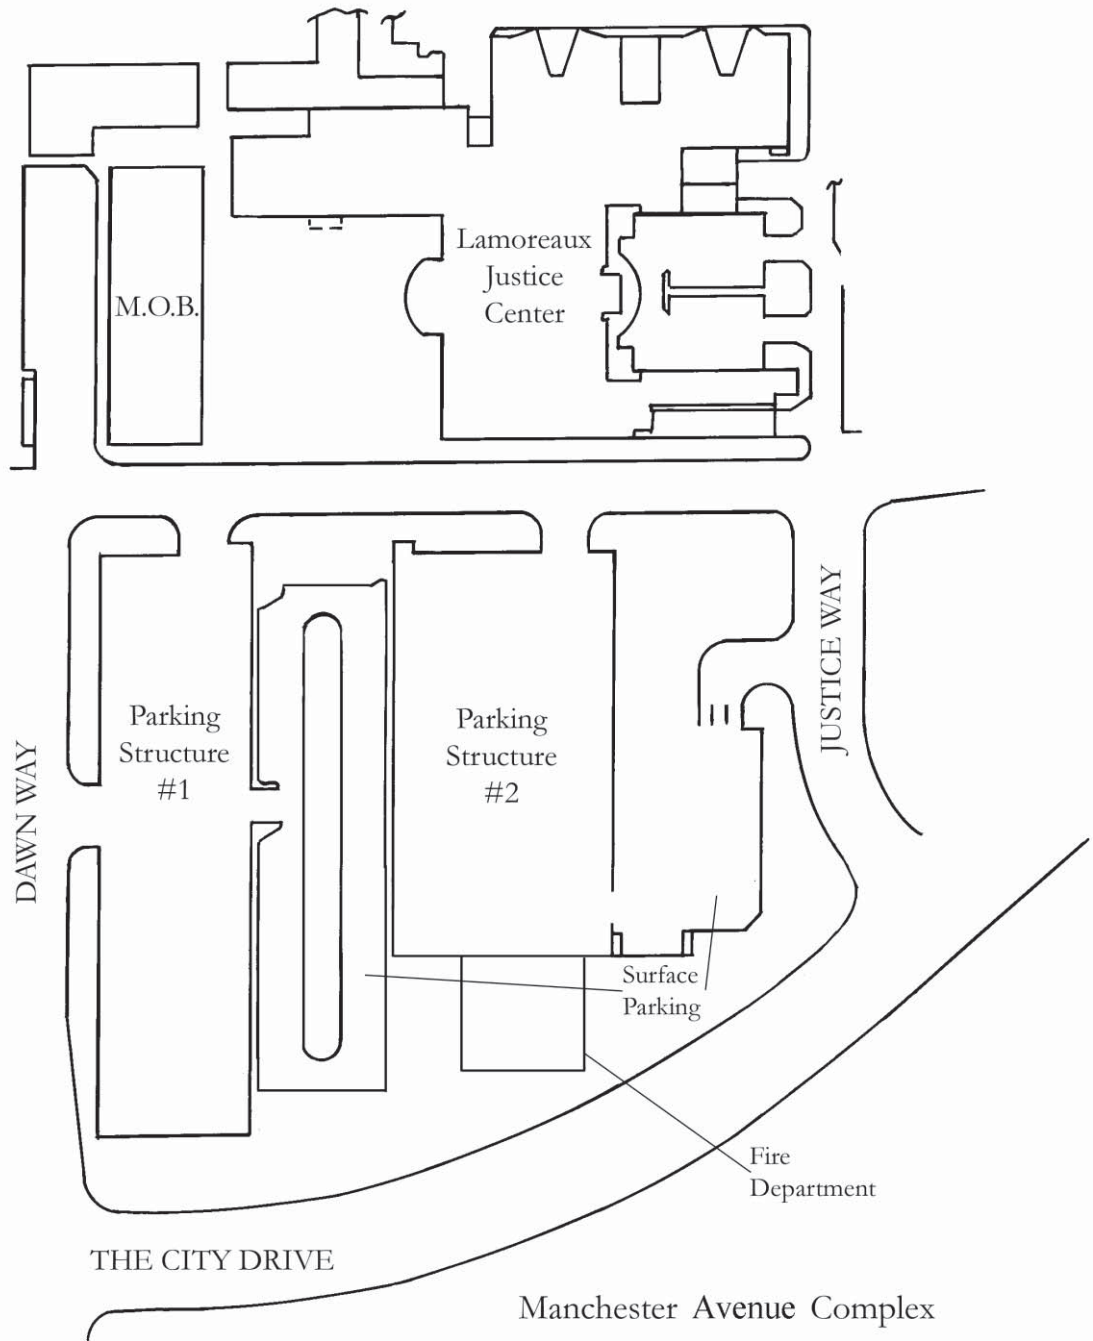 Lamoreaux
Justice
Center
M.O.B.
JUSTICE WAY
Parking
Structure
#1
Parking
Structure
#2
DAWN WAY
Surface
Parking
Fire
Department
THE CITY DRIVE
Manchester Avenue Complex